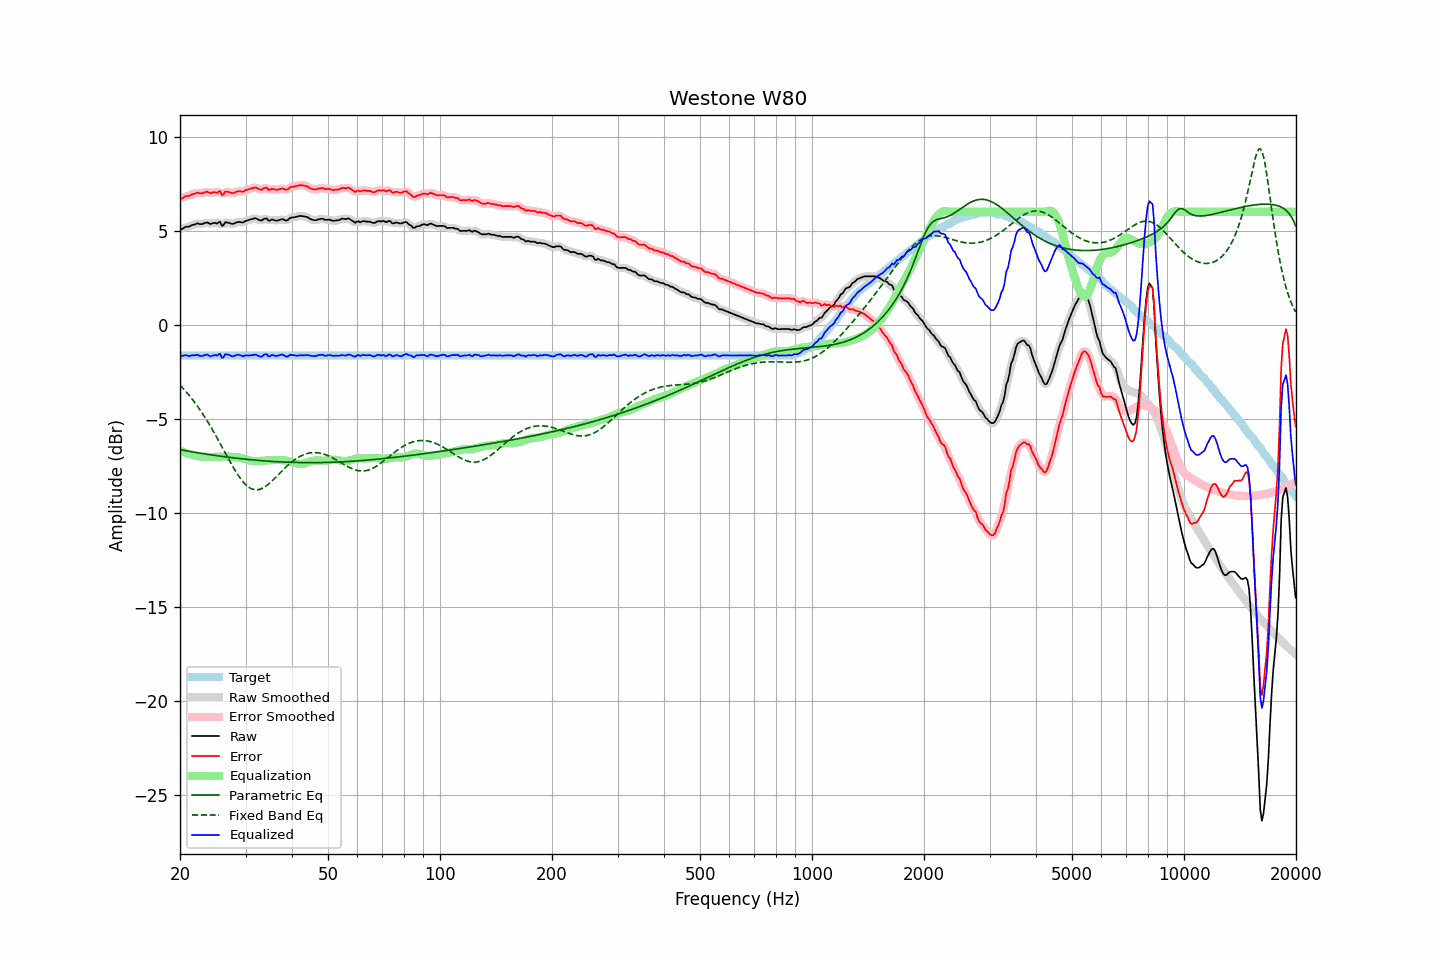 Westone W80
10
5
0
−5
−10
−15
−20
−25
Amplitude (dBr)
Target
Raw Smoothed
Error Smoothed
Raw
Error
Equalization
Parametric Eq
Fixed Band Eq
Equalized
20 50 100 200 500 1000 2000 5000 10000 20000
Frequency (Hz)